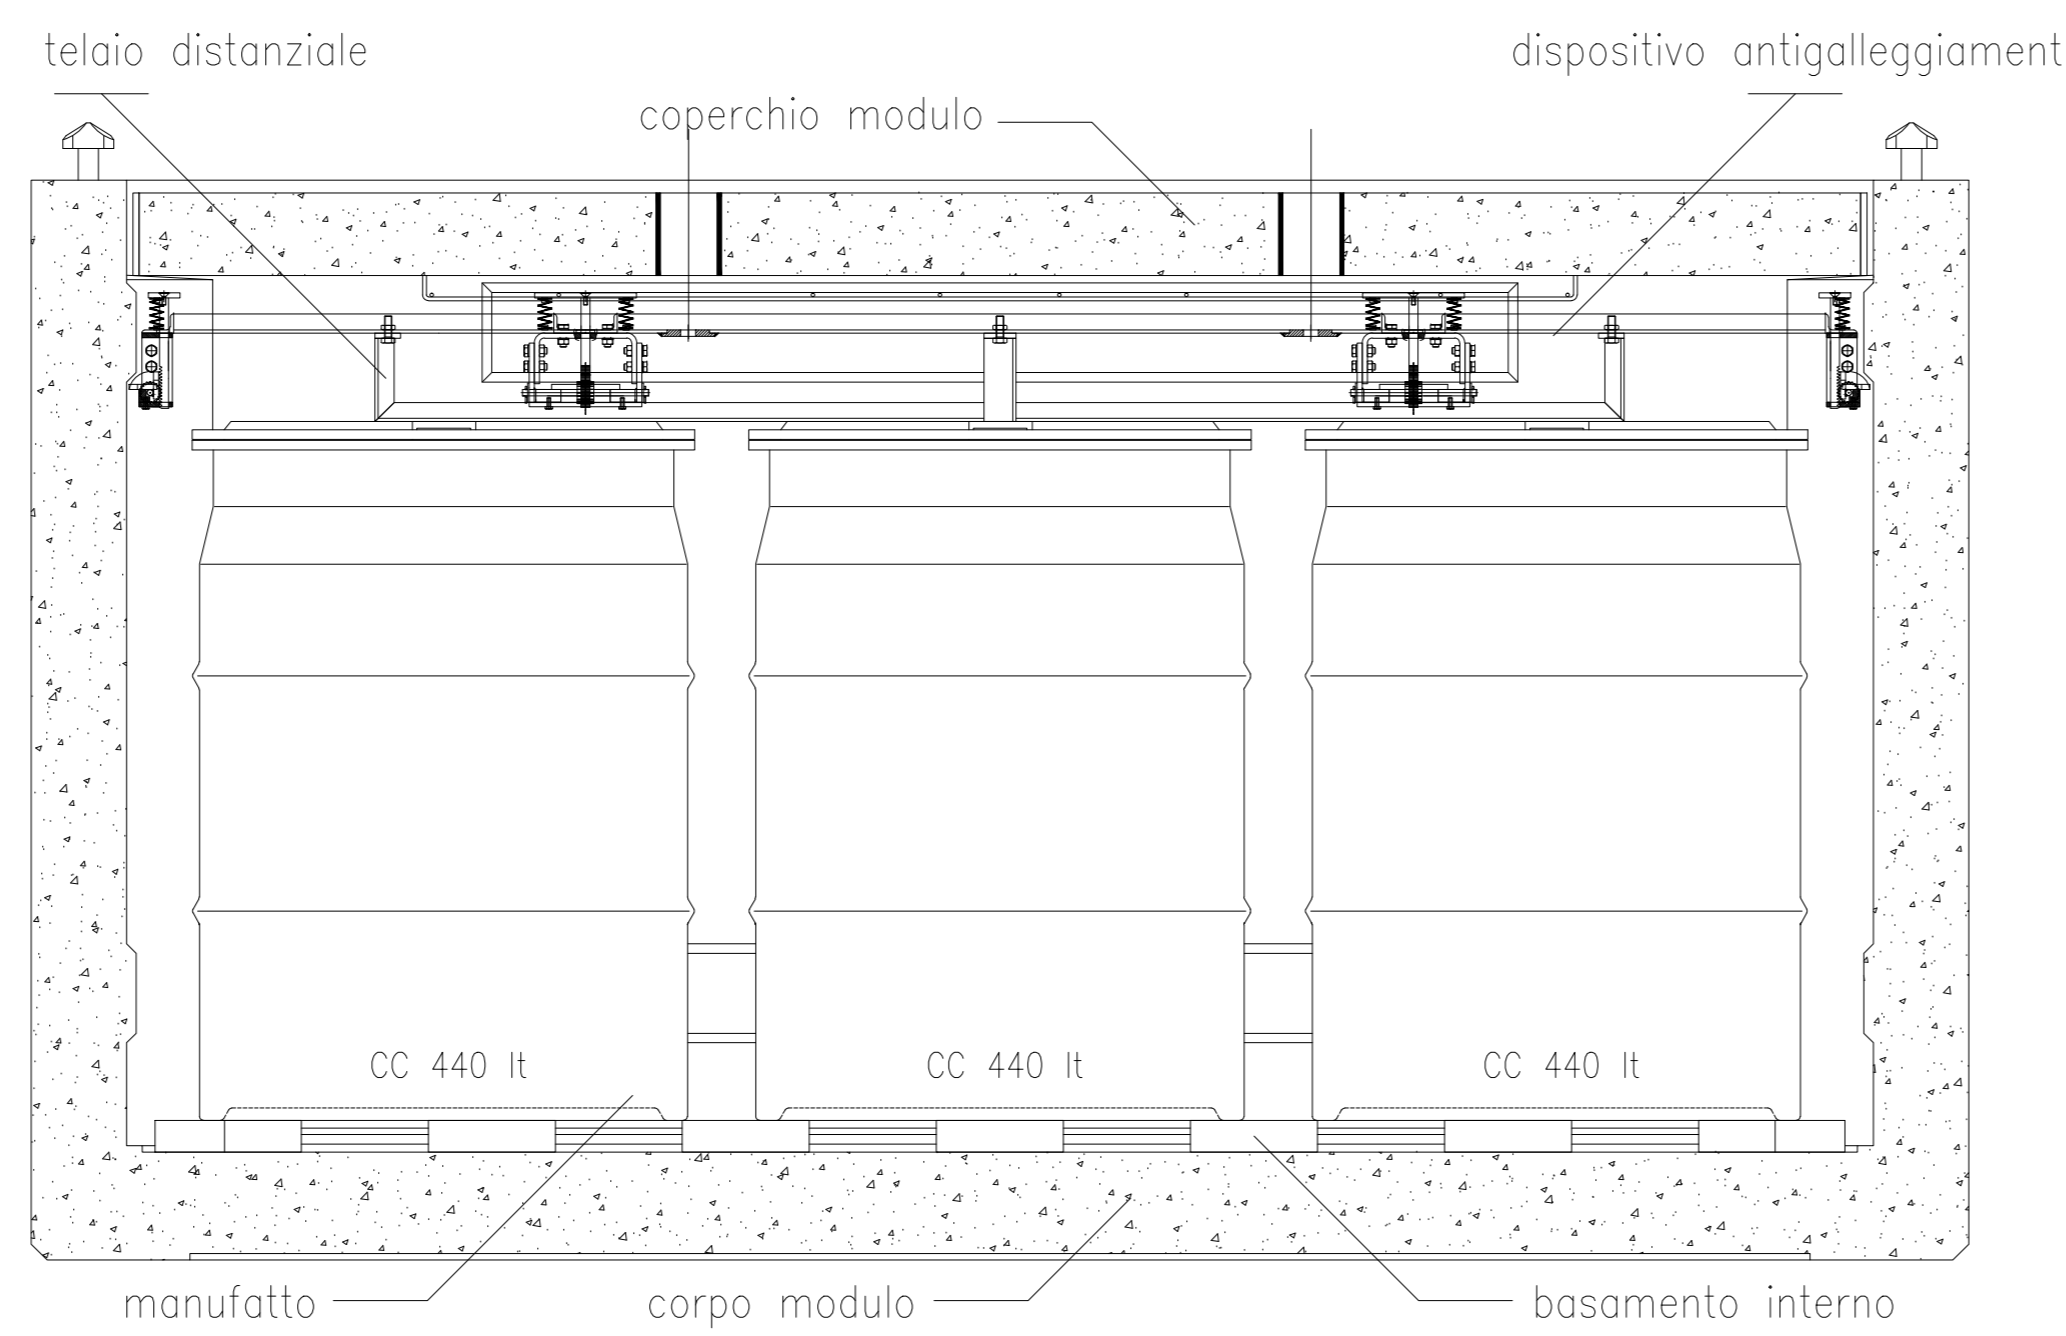 telaio distanziale
dispositivo antigalleggiament
coperchio modulo
CC 440 lt
CC 440 lt
CC 440 lt
manufatto
corpo modulo
basamento interno